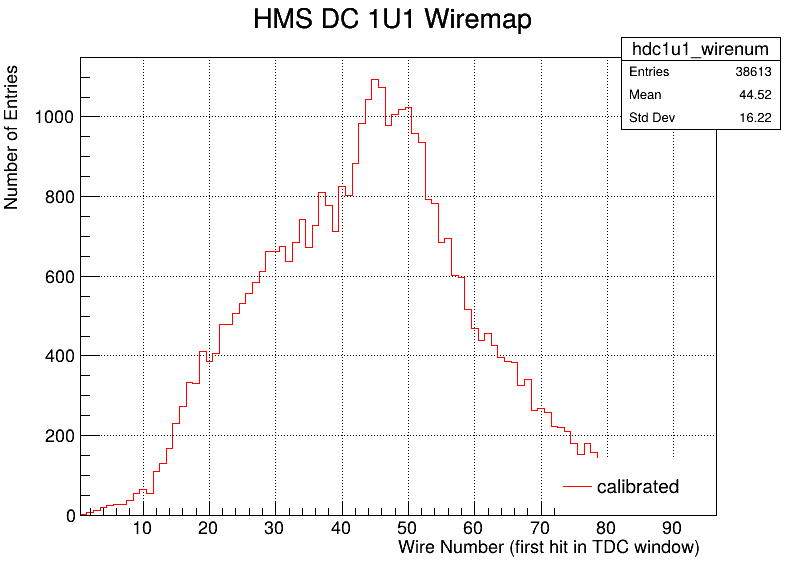 HMS DC 1U1 Wiremap
hdc1u1_wirenum
Entries 38613
Mean 44.52
Std Dev 16.22
Number of Entries
1000
800
600
400
200
0
calibrated
10 20 30 40 50 60 70 80 90
Wire Number (first hit in TDC window)